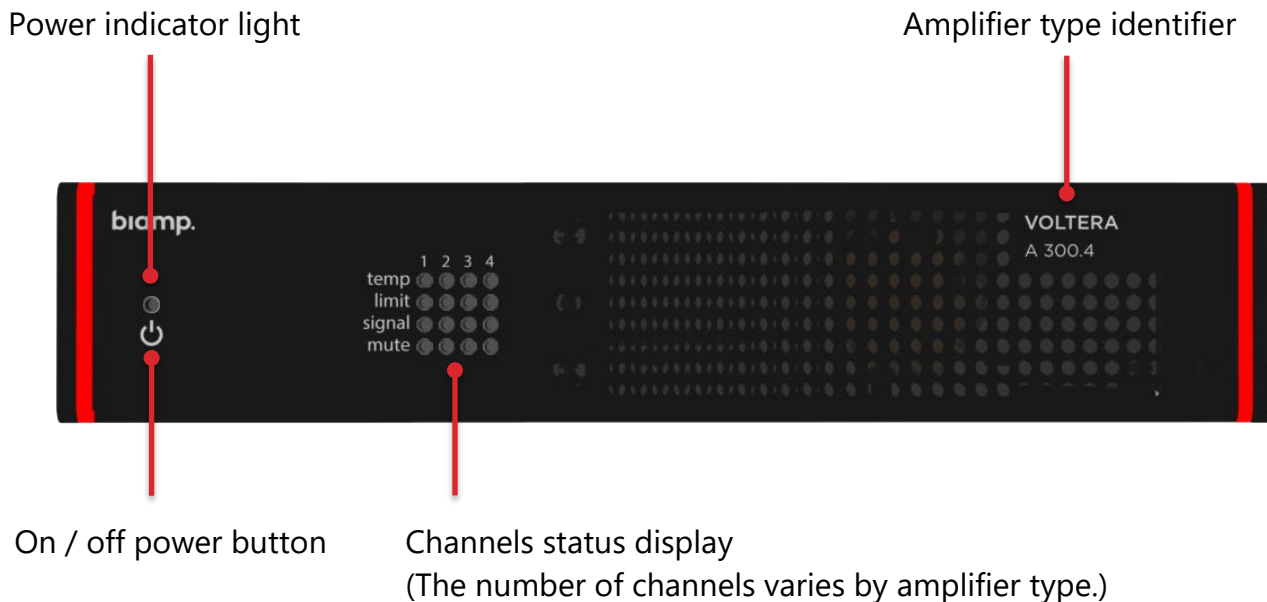 Power indicator light
Amplifier type identifier
biamp.
VOLTERA
A 300.4
1 2 3 4
temp
limit
signal
mute
On / off power button
Channels status display
(The number of channels varies by amplifier type.)